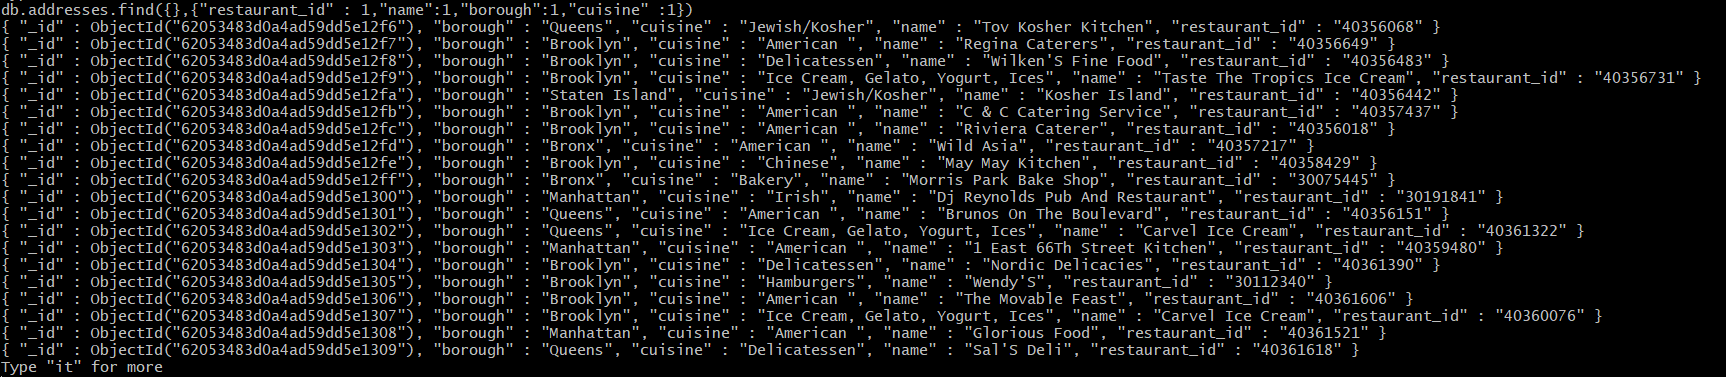 db.addresses.find({},{"restaurant_id" : 1,"name":1,"borough":1,"cuisine" :1})
{ "_id" : ObjectId("62053483d0a4ad59dd5e12f6"), "borough" : "Queens", "cuisine" : "Jewish/Kosher", "name" : "Tov Kosher Kitchen", "restaurant_id" : "40356068" }
{ "_id" : ObjectId("62053483d0a4ad59dd5e12f7"), "borough" : "Brooklyn", "cuisine" : "American ", "name" : "Regina Caterers", "restaurant_id" : "40356649" }
{ "_id" : ObjectId("62053483d0a4ad59dd5e12f8"), "borough" : "Brooklyn", "cuisine" : "Delicatessen", "name" : "Wilken'S Fine Food", "restaurant_id" : "40356483" }
{ "_id" : ObjectId("62053483d0a4ad59dd5e12f9"), "borough" : "Brooklyn", "cuisine" : "Ice Cream, Gelato, Yogurt, Ices", "name" : "Taste The Tropics Ice Cream", "restaurant_id" : "40356731" }
{ "_id" : ObjectId("62053483d0a4ad59dd5e12fa"), "borough" : "Staten Island", "cuisine" : "Jewish/Kosher", "name" : "Kosher Island", "restaurant_id" : "40356442" }
{ "_id" : ObjectId("62053483d0a4ad59dd5e12fb"), "borough" : "Brooklyn", "cuisine" : "American ", "name" : "C & C Catering Service", "restaurant_id" : "40357437" }
{ "_id" : ObjectId("62053483d0a4ad59dd5e12fc"), "borough" : "Brooklyn", "cuisine" : "American ", "name" : "Riviera Caterer", "restaurant_id" : "40356018" }
{ "_id" : ObjectId("62053483d0a4ad59dd5e12fd"), "borough" : "Bronx", "cuisine" : "American ", "name" : "Wild Asia", "restaurant_id" : "40357217" }
{ "_id" : ObjectId("62053483d0a4ad59dd5e12fe"), "borough" : "Brooklyn", "cuisine" : "Chinese", "name" : "May May Kitchen", "restaurant_id" : "40358429" }
{ "_id" : ObjectId("62053483d0a4ad59dd5e12ff"), "borough" : "Bronx", "cuisine" : "Bakery", "name" : "Morris Park Bake Shop", "restaurant_id" : "30075445" }
{ "_id" : ObjectId("62053483d0a4ad59dd5e1300"), "borough" : "Manhattan", "cuisine" : "Irish", "name" : "Dj Reynolds Pub And Restaurant", "restaurant_id" : "30191841" }
{ "_id" : ObjectId("62053483d0a4ad59dd5e1301"), "borough" : "Queens", "cuisine" : "American ", "name" : "Brunos On The Boulevard", "restaurant_id" : "40356151" }
{ "_id" : ObjectId("62053483d0a4ad59dd5e1302"), "borough" : "Queens", "cuisine" : "Ice Cream, Gelato, Yogurt, Ices", "name" : "Carvel Ice Cream", "restaurant_id" : "40361322" }
{ "_id" : ObjectId("62053483d0a4ad59dd5e1303"), "borough" : "Manhattan", "cuisine" : "American ", "name" : "1 East 66Th Street Kitchen", "restaurant_id" : "40359480" }
{ "_id" : ObjectId("62053483d0a4ad59dd5e1304"), "borough" : "Brooklyn", "cuisine" : "Delicatessen", "name" : "Nordic Delicacies", "restaurant_id" : "40361390" }
{ "_id" : ObjectId("62053483d0a4ad59dd5e1305"), "borough" : "Brooklyn", "cuisine" : "Hamburgers", "name" : "Wendy'S", "restaurant_id" : "30112340" }
{ "_id" : ObjectId("62053483d0a4ad59dd5e1306"), "borough" : "Brooklyn", "cuisine" : "American ", "name" : "The Movable Feast", "restaurant_id" : "40361606" }
{ "_id" : ObjectId("62053483d0a4ad59dd5e1307"), "borough" : "Brooklyn", "cuisine" : "Ice Cream, Gelato, Yogurt, Ices", "name" : "Carvel Ice Cream", "restaurant_id" : "40360076" }
{ "_id" : ObjectId("62053483d0a4ad59dd5e1308"), "borough" : "Manhattan", "cuisine" : "American ", "name" : "Glorious Food", "restaurant_id" : "40361521" }
{ "_id" : ObjectId("62053483d0a4ad59dd5e1309"), "borough" : "Queens", "cuisine" : "Delicatessen", "name" : "Sal'S Deli", "restaurant_id" : "40361618" }
Type "it" for more